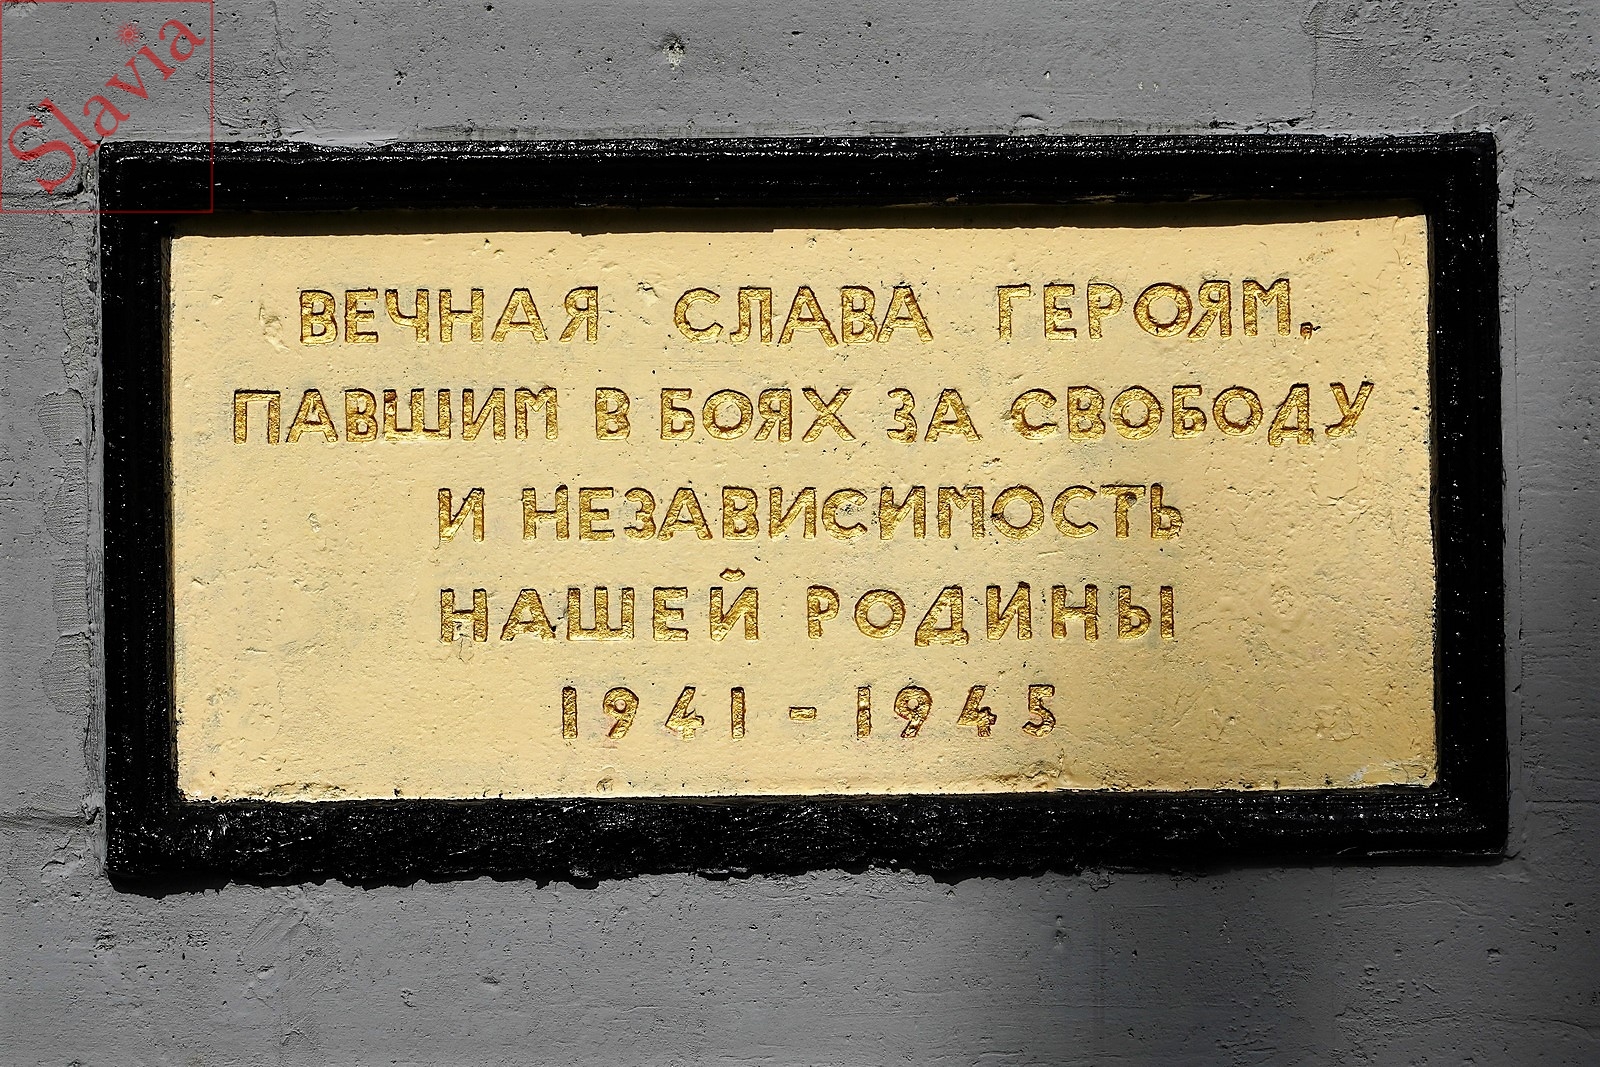 Slavia
ВЕЧНАЯ СЛАВА ГЕРОЯМ,
ПАВШИМ В БОЯХ ЗА СВОБОДУ
И НЕЗАВИСИМОСТЬ
НАШЕЙ РОДИНЫ
1941-1945